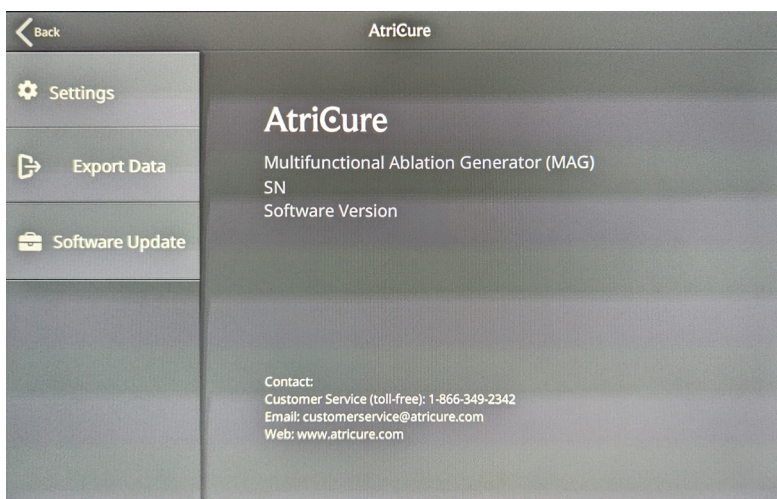 Back
AtriCure
Settings
Export Data
Software Update
AtriCure
Multifunctional Ablation Generator (MAG)
SN
Software Version
Contact:
Customer Service (toll-free): 1-866-349-2342
Email: customerservice@atricure.com
Web: www.atricure.com